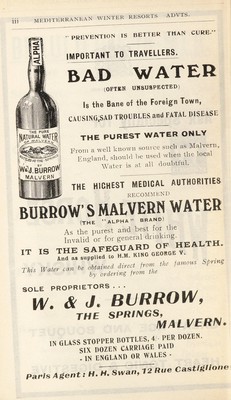 10 MEDITERRANEAN WINTER RESORTS ADVTS.
"PREVENTION IS BETTER THAN CURE."
IMPORTANT TO TRAVELLERS.
BAD WATER
(OFTEN UNSUSPECTED)
Is the Bane of the Foreign Town,
CAUSING SAD TROUBLES and FATAL DISEASE
THE PUREST WATER ONLY
From a well known source such as Malvern,
England, should be used when the local
Water is at all doubtful.
ALPHA
THE PURE
NATURAL WATER
OF MALVERN
BY
W&J. BURROW
MALVERN
THE HIGHEST MEDICAL AUTHORITIES
RECOMMEND
BURROW'S MALVERN WATER
(THE "ALPHA" BRAND)
As the purest and best for the
Invalid or for general drinking.
IT IS THE SAFEGUARD OF HEALTH.
And as supplied to H.M. KING GEORGE V.
This Water can be obtained direct from the famous Spring
by ordering from the
SOLE PROPRIETORS . . .
W. & J. BURROW,
THE SPRINGS,
MALVERN.
IN GLASS STOPPER BOTTLES, 4/- PER DOZEN.
SIX DOZEN CARRIAGE PAID
- IN ENGLAND OR WALES -
Paris Agent: H. H. Swan, 12 Rue Castiglione